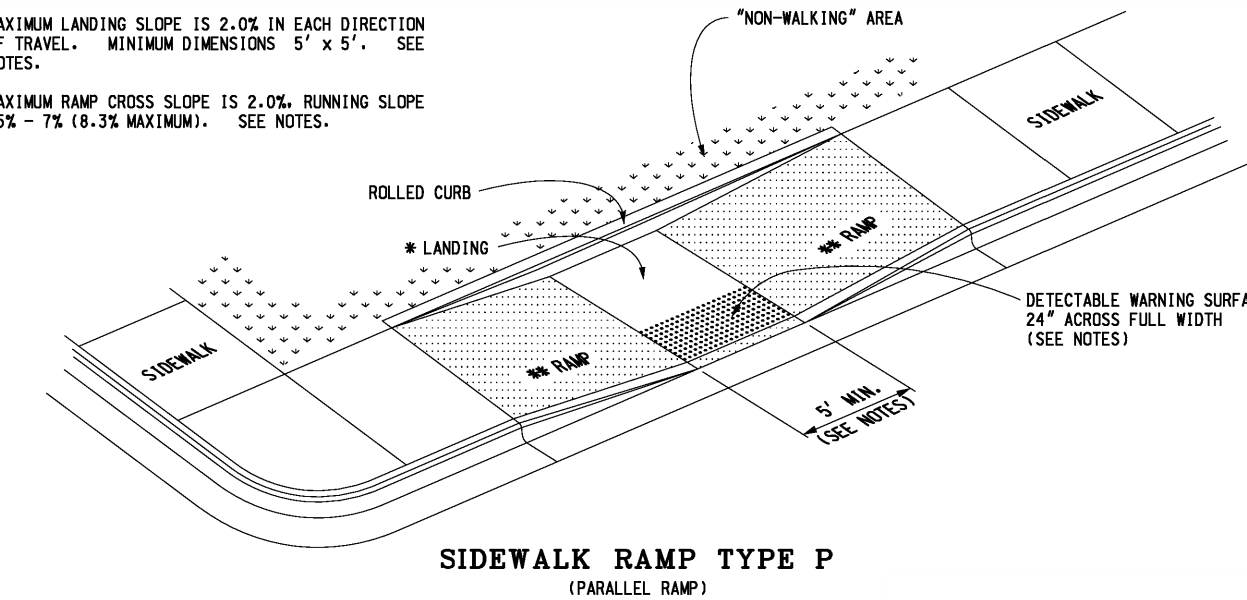 AXIMUM LANDING SLOPE IS 2.0% IN EACH DIRECTION
F TRAVEL. MINIMUM DIMENSIONS 5' x 5'. SEE
OTES.
AXIMUM RAMP CROSS SLOPE IS 2.0%. RUNNING SLOPE
5% - 7% (8.3% MAXIMUM). SEE NOTES.
"NON-WALKING" AREA
SIDEWALK
ROLLED CURB
* LANDING
** RAMP
DETECTABLE WARNING SURFA
24" ACROSS FULL WIDTH
(SEE NOTES)
SIDEWALK
** RAMP
5' MIN.
(SEE NOTES)
SIDEWALK RAMP TYPE P
(PARALLEL RAMP)